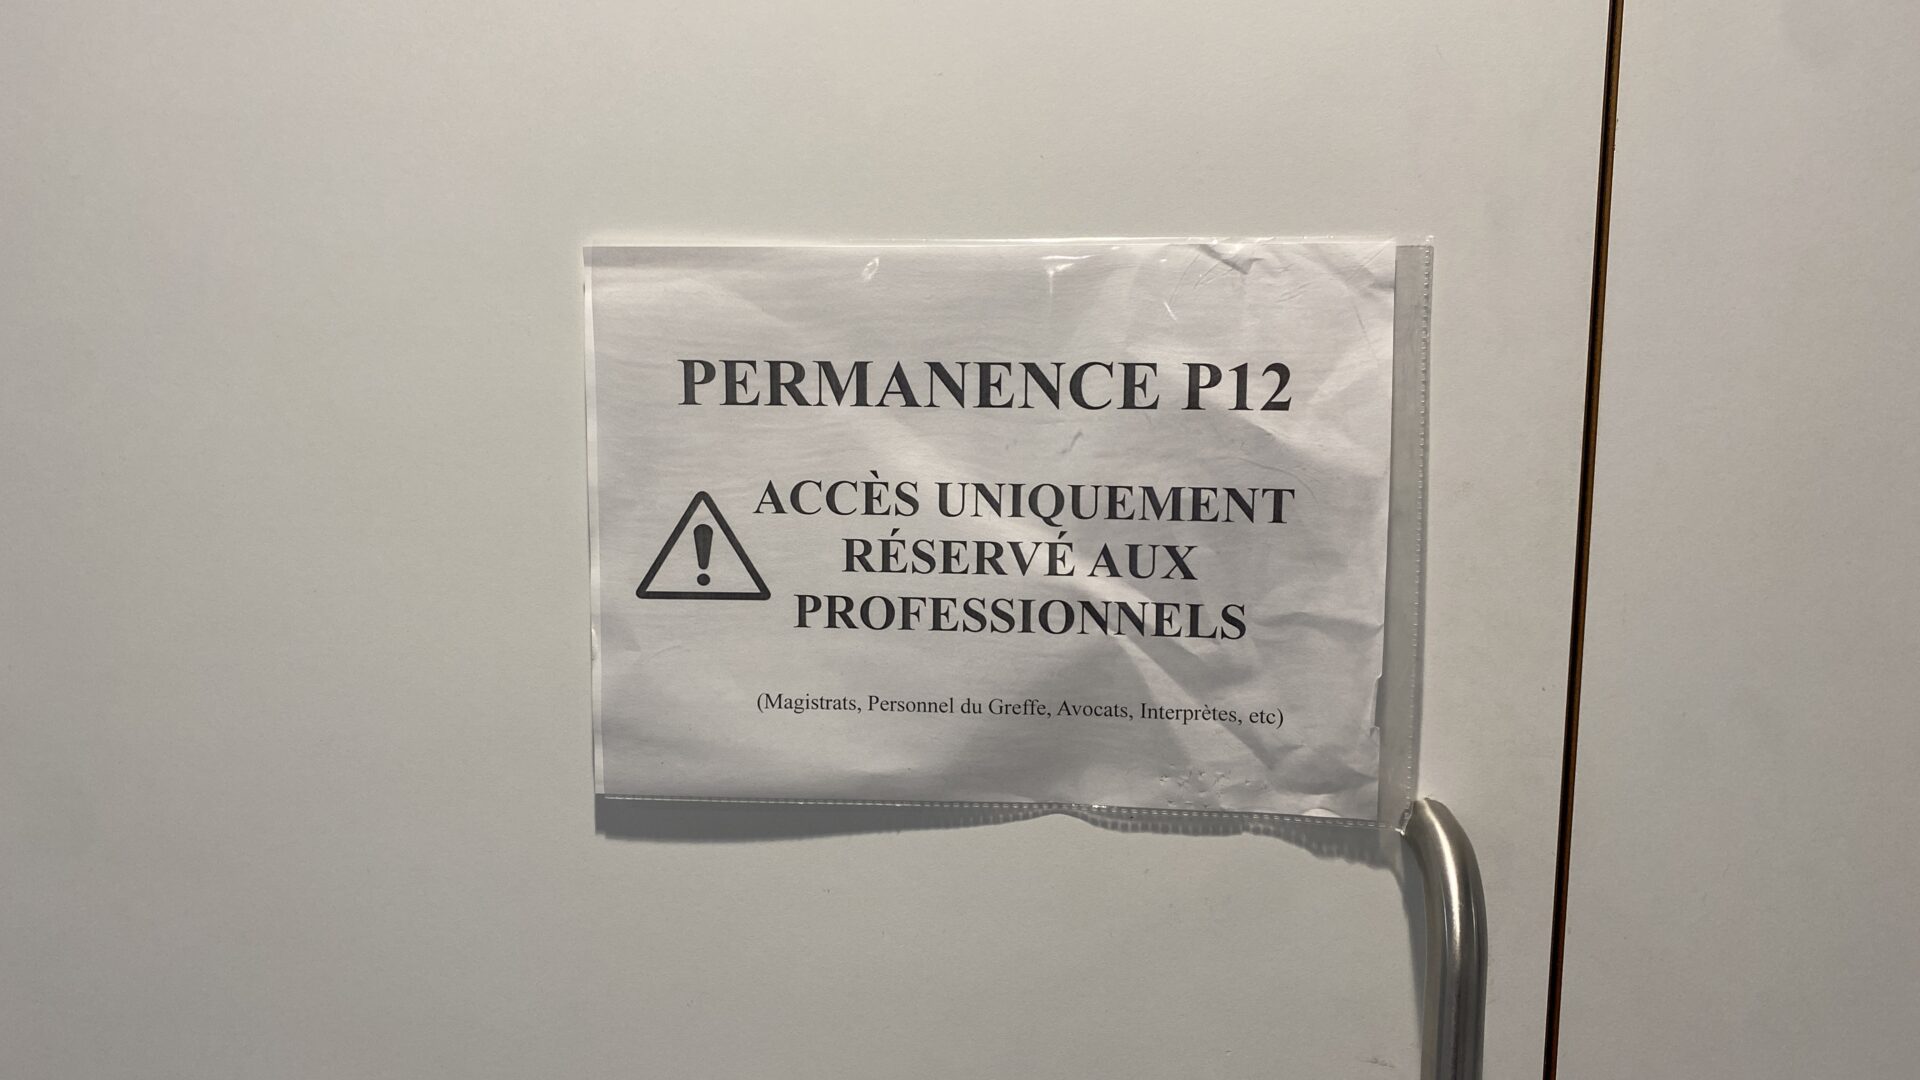 PERMANENCE P12
ACCÈS UNIQUEMENT
RÉSERVÉ AUX
PROFESSIONNELS
(Magistrats, Personnel du Greffe, Avocats, Interprètes, etc)